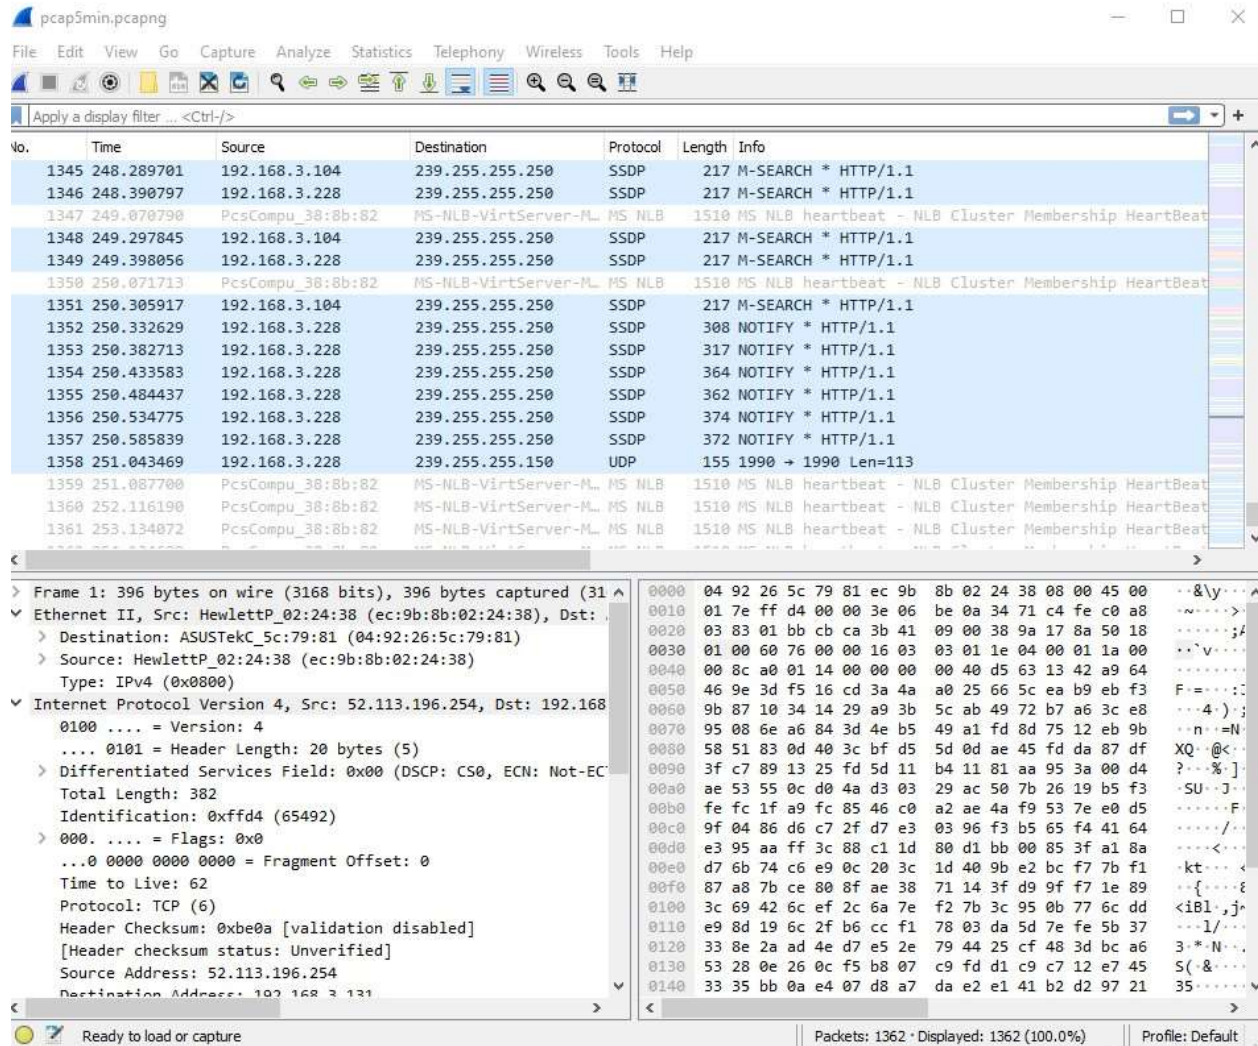 pcap5min.pcapng
File Edit View Go Capture Analyze Statistics Telephony Wireless Tools Help
Apply a display filter ... <Ctrl-/>
No. Time Source Destination Protocol Length Info
1345 248.289701 192.168.3.104 239.255.255.250 SSDP 217 M-SEARCH * HTTP/1.1
1346 248.390797 192.168.3.228 239.255.255.250 SSDP 217 M-SEARCH * HTTP/1.1
1347 249.070790 PcsCompu_38:8b:82 MS-NLB-VirtServer-M… MS NLB 1510 MS NLB heartbeat - NLB Cluster Membership HeartBeat
1348 249.297845 192.168.3.104 239.255.255.250 SSDP 217 M-SEARCH * HTTP/1.1
1349 249.398056 192.168.3.228 239.255.255.250 SSDP 217 M-SEARCH * HTTP/1.1
1350 250.071713 PcsCompu_38:8b:82 MS-NLB-VirtServer-M… MS NLB 1510 MS NLB heartbeat - NLB Cluster Membership HeartBeat
1351 250.305917 192.168.3.104 239.255.255.250 SSDP 217 M-SEARCH * HTTP/1.1
1352 250.332629 192.168.3.228 239.255.255.250 SSDP 308 NOTIFY * HTTP/1.1
1353 250.382713 192.168.3.228 239.255.255.250 SSDP 317 NOTIFY * HTTP/1.1
1354 250.433583 192.168.3.228 239.255.255.250 SSDP 364 NOTIFY * HTTP/1.1
1355 250.484437 192.168.3.228 239.255.255.250 SSDP 362 NOTIFY * HTTP/1.1
1356 250.534775 192.168.3.228 239.255.255.250 SSDP 374 NOTIFY * HTTP/1.1
1357 250.585839 192.168.3.228 239.255.255.250 SSDP 372 NOTIFY * HTTP/1.1
1358 251.043469 192.168.3.228 239.255.255.150 UDP 155 1990 → 1990 Len=113
1359 251.087700 PcsCompu_38:8b:82 MS-NLB-VirtServer-M… MS NLB 1510 MS NLB heartbeat - NLB Cluster Membership HeartBeat
1360 252.116190 PcsCompu_38:8b:82 MS-NLB-VirtServer-M… MS NLB 1510 MS NLB heartbeat - NLB Cluster Membership HeartBeat
1361 253.134072 PcsCompu_38:8b:82 MS-NLB-VirtServer-M… MS NLB 1510 MS NLB heartbeat - NLB Cluster Membership HeartBeat
Frame 1: 396 bytes on wire (3168 bits), 396 bytes captured (31
Ethernet II, Src: HewlettP_02:24:38 (ec:9b:8b:02:24:38), Dst:
Destination: ASUSTekC_5c:79:81 (04:92:26:5c:79:81)
Source: HewlettP_02:24:38 (ec:9b:8b:02:24:38)
Type: IPv4 (0x0800)
Internet Protocol Version 4, Src: 52.113.196.254, Dst: 192.168
0100 .... = Version: 4
.... 0101 = Header Length: 20 bytes (5)
Differentiated Services Field: 0x00 (DSCP: CS0, ECN: Not-EC
Total Length: 382
Identification: 0xffd4 (65492)
000. .... = Flags: 0x0
...0 0000 0000 0000 = Fragment Offset: 0
Time to Live: 62
Protocol: TCP (6)
Header Checksum: 0xbe0a [validation disabled]
[Header checksum status: Unverified]
Source Address: 52.113.196.254
Destination Address: 192.168.3.131
0000 04 92 26 5c 79 81 ec 9b 8b 02 24 38 08 00 45 00 ··&\y···
0010 01 7e ff d4 00 00 3e 06 be 0a 34 71 c4 fe c0 a8 ·~····>·
0020 03 83 01 bb cb ca 3b 41 09 00 38 9a 17 8a 50 18 ······;A
0030 01 00 60 76 00 00 16 03 03 01 1e 04 00 01 1a 00 ··`v····
0040 00 8c a0 01 14 00 00 00 00 40 d5 63 13 42 a9 64 ········
0050 46 9e 3d f5 16 cd 3a 4a a0 25 66 5c ea b9 eb f3 F·=···:J
0060 9b 87 10 34 14 29 a9 3b 5c ab 49 72 b7 a6 3c e8 ···4·)·;
0070 95 08 6e a6 84 3d 4e b5 49 a1 fd 8d 75 12 eb 9b ··n··=N·
0080 58 51 83 0d 40 3c bf d5 5d 0d ae 45 fd da 87 df XQ··@<··
0090 3f c7 89 13 25 fd 5d 11 b4 11 81 aa 95 3a 00 d4 ?···%·]·
00a0 ae 53 55 0c d0 4a d3 03 29 ac 50 7b 26 19 b5 f3 ·SU··J··
00b0 fe fc 1f a9 fc 85 46 c0 a2 ae 4a f9 53 7e e0 d5 ······F·
00c0 9f 04 86 d6 c7 2f d7 e3 03 96 f3 b5 65 f4 41 64 ·····/··
00d0 e3 95 aa ff 3c 88 c1 1d 80 d1 bb 00 85 3f a1 8a ····<···
00e0 d7 6b 74 c6 e9 0c 20 3c 1d 40 9b e2 bc f7 7b f1 ·kt··· <
00f0 87 a8 7b ce 80 8f ae 38 71 14 3f d9 9f f7 1e 89 ··{····8
0100 3c 69 42 6c ef 2c 6a 7e f2 7b 3c 95 0b 77 6c dd <iBl·,j~
0110 e9 8d 19 6c 2f b6 cc f1 78 03 da 5d 7e fe 5b 37 ···l/···
0120 33 8e 2a ad 4e d7 e5 2e 79 44 25 cf 48 3d bc a6 3·*·N··.
0130 53 28 0e 26 0c f5 b8 07 c9 fd d1 c9 c7 12 e7 45 S(·&····
0140 33 35 bb 0a e4 07 d8 a7 da e2 e1 41 b2 d2 97 21 35······
Ready to load or capture Packets: 1362 · Displayed: 1362 (100.0%) Profile: Default